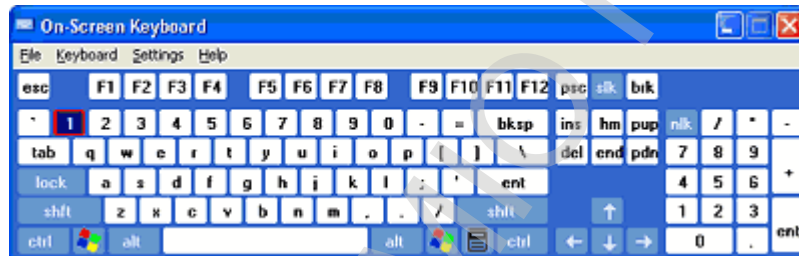 On-Screen Keyboard
File Keyboard Settings Help
esc F1 F2 F3 F4 F5 F6 F7 F8 F9 F10 F11 F12 psc slk brk
` 1 2 3 4 5 6 7 8 9 0 - = bksp ins hm pup nlk / * -
tab q w e r t y u i o p [ ] \ del end pdn 7 8 9 +
lock a s d f g h j k l ; ' ent 4 5 6
shft z x c v b n m , . / shft ↑ 1 2 3 ent
ctrl alt alt ctrl ← ↓ → 0 .